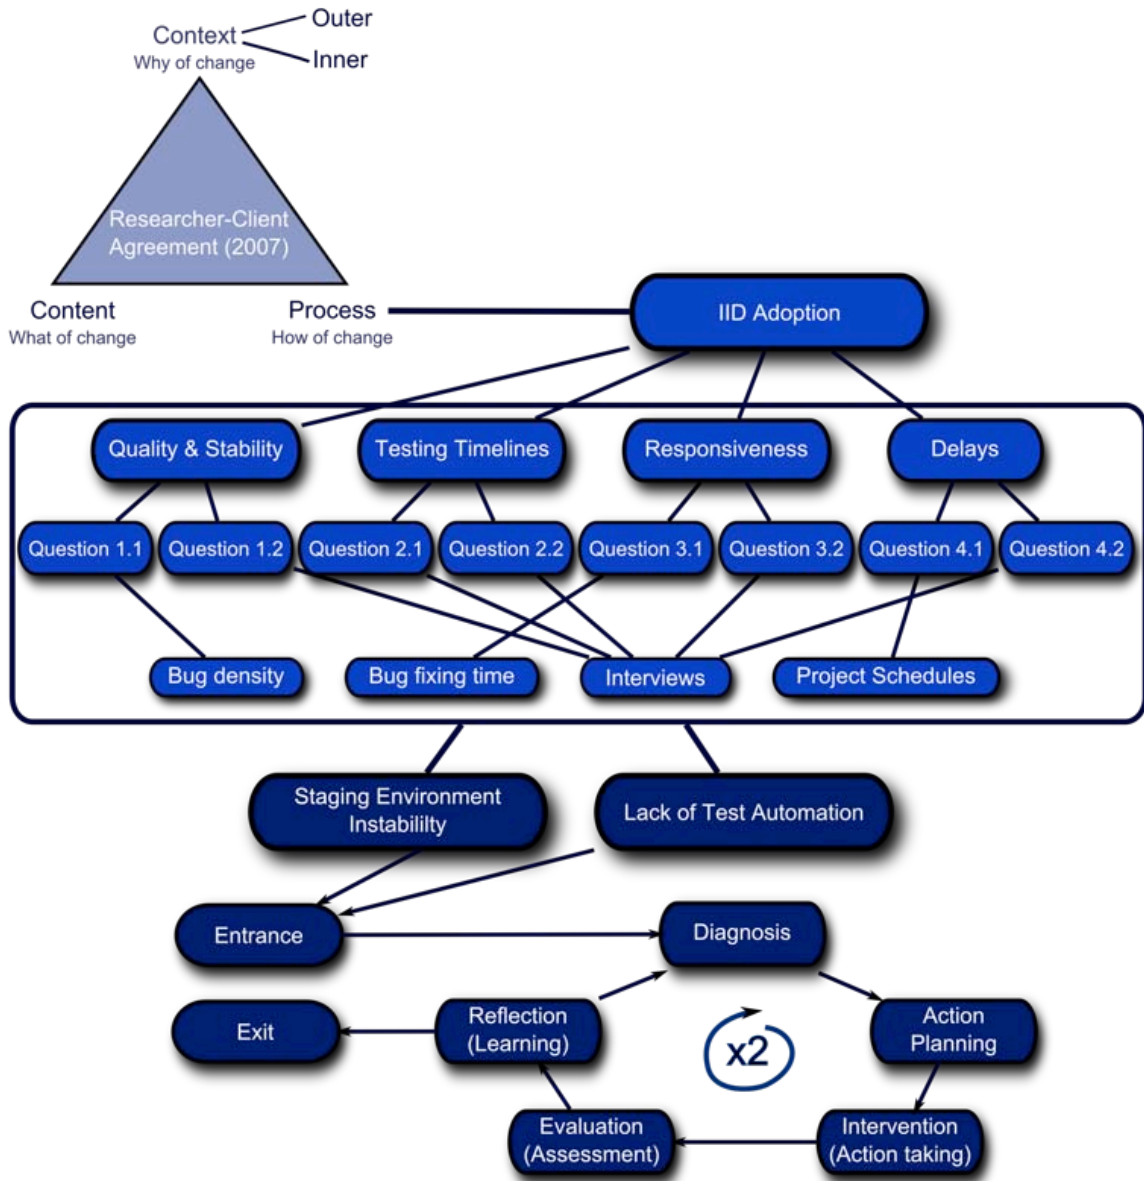 Outer
Context
Why of change
Inner
Researcher-Client
Agreement (2007)
Content
What of change
Process
How of change
IID Adoption
Quality & Stability
Testing Timelines
Responsiveness
Delays
Question 1.1
Question 1.2
Question 2.1
Question 2.2
Question 3.1
Question 3.2
Question 4.1
Question 4.2
Bug density
Bug fixing time
Interviews
Project Schedules
Staging Environment
Instabililty
Lack of Test Automation
Entrance
Diagnosis
Exit
Reflection
(Learning)
x2
Action
Planning
Evaluation
(Assessment)
Intervention
(Action taking)